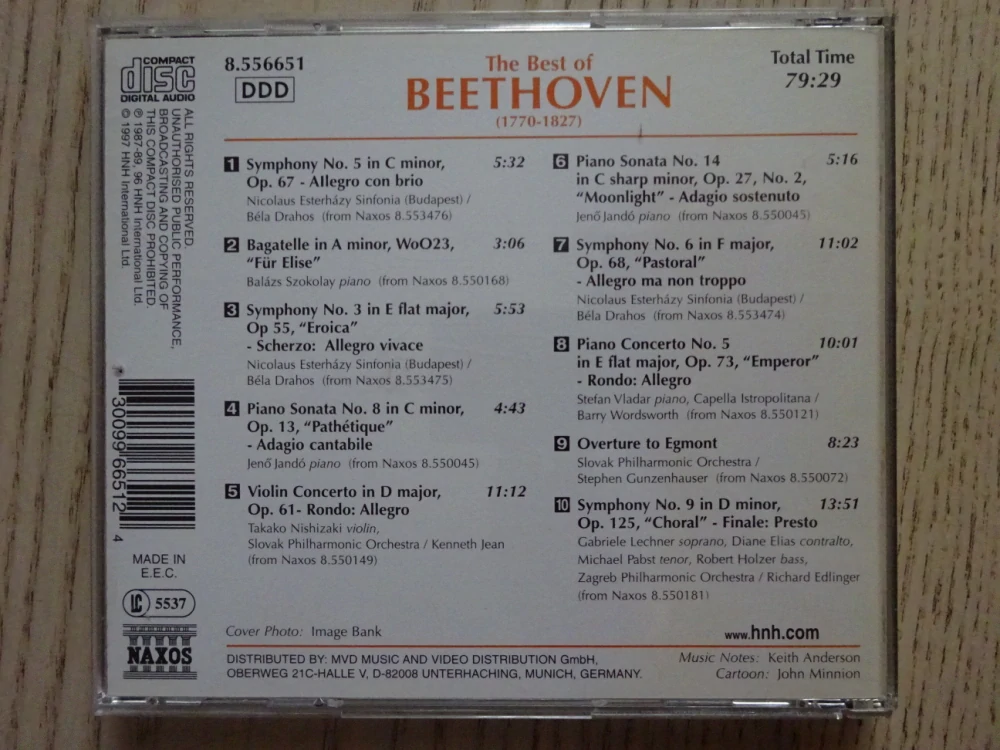 COMPACT
disc
DIGITAL AUDIO
8.556651
DDD
The Best of
BEETHOVEN
(1770-1827)
Total Time
79:29
1 Symphony No. 5 in C minor, 5:32
Op. 67 - Allegro con brio
Nicolaus Esterházy Sinfonia (Budapest) /
Béla Drahos (from Naxos 8.553476)
2 Bagatelle in A minor, WoO23, 3:06
“Für Elise”
Balázs Szokolay piano (from Naxos 8.550168)
3 Symphony No. 3 in E flat major, 5:53
Op 55, “Eroica”
- Scherzo: Allegro vivace
Nicolaus Esterházy Sinfonia (Budapest) /
Béla Drahos (from Naxos 8.553475)
4 Piano Sonata No. 8 in C minor, 4:43
Op. 13, “Pathétique”
- Adagio cantabile
Jenő Jandó piano (from Naxos 8.550045)
5 Violin Concerto in D major, 11:12
Op. 61- Rondo: Allegro
Takako Nishizaki violin,
Slovak Philharmonic Orchestra / Kenneth Jean
(from Naxos 8.550149)
6 Piano Sonata No. 14 5:16
in C sharp minor, Op. 27, No. 2,
“Moonlight” - Adagio sostenuto
Jenő Jandó piano (from Naxos 8.550045)
7 Symphony No. 6 in F major, 11:02
Op. 68, “Pastoral”
- Allegro ma non troppo
Nicolaus Esterházy Sinfonia (Budapest) /
Béla Drahos (from Naxos 8.553474)
8 Piano Concerto No. 5 10:01
in E flat major, Op. 73, “Emperor”
- Rondo: Allegro
Stefan Vladar piano, Capella Istropolitana /
Barry Wordsworth (from Naxos 8.550121)
9 Overture to Egmont 8:23
Slovak Philharmonic Orchestra /
Stephen Gunzenhauser (from Naxos 8.550072)
10 Symphony No. 9 in D minor, 13:51
Op. 125, “Choral” - Finale: Presto
Gabriele Lechner soprano, Diane Elias contralto,
Michael Pabst tenor, Robert Holzer bass,
Zagreb Philharmonic Orchestra / Richard Edlinger
(from Naxos 8.550181)
ALL RIGHTS RESERVED.
UNAUTHORISED PUBLIC PERFORMANCE,
BROADCASTING AND COPYING OF
THIS COMPACT DISC PROHIBITED.
℗ 1987-89, 96 HNH International Ltd.
© 1997 HNH International Ltd.
30099 66512 4
MADE IN
E.E.C.
LC 5537
NAXOS
Cover Photo: Image Bank
www.hnh.com
DISTRIBUTED BY: MVD MUSIC AND VIDEO DISTRIBUTION GmbH,
OBERWEG 21C-HALLE V, D-82008 UNTERHACHING, MUNICH, GERMANY.
Music Notes: Keith Anderson
Cartoon: John Minnion